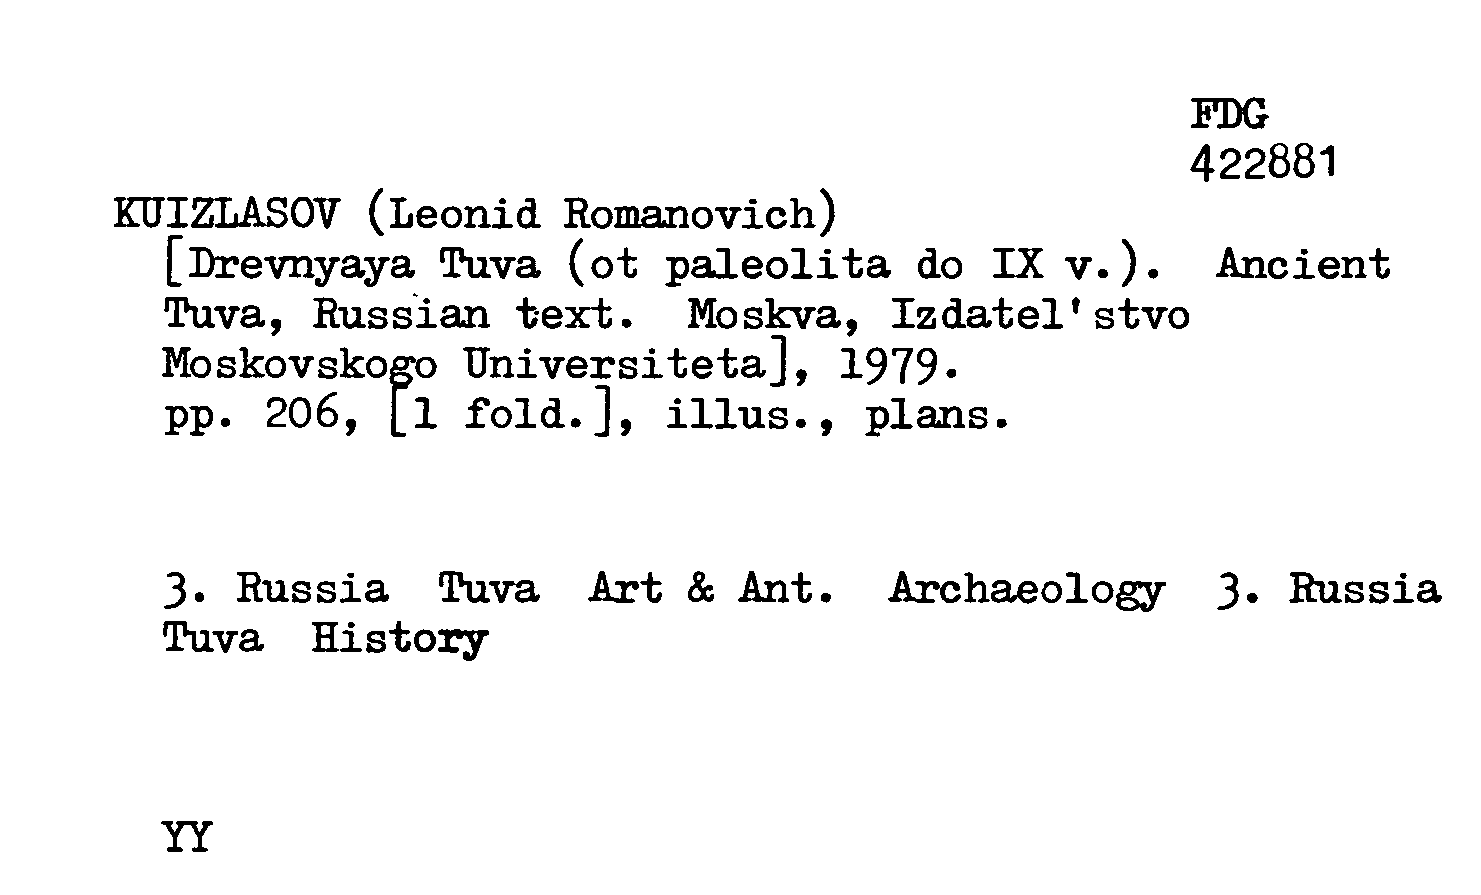 FDG
422881
KUIZLASOV (Leonid Romanovich)
[Drevnyaya Tuva (ot paleolita do IX v.). Ancient
Tuva, Russian text. Moskva, Izdatel'stvo
Moskovskogo Universiteta], 1979.
pp. 206, [1 fold.], illus., plans.
3. Russia Tuva Art & Ant. Archaeology 3. Russia
Tuva History
YY